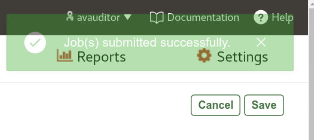 avauditor Documentation ? Help
Job(s) submitted successfully.
Reports Settings
Cancel Save